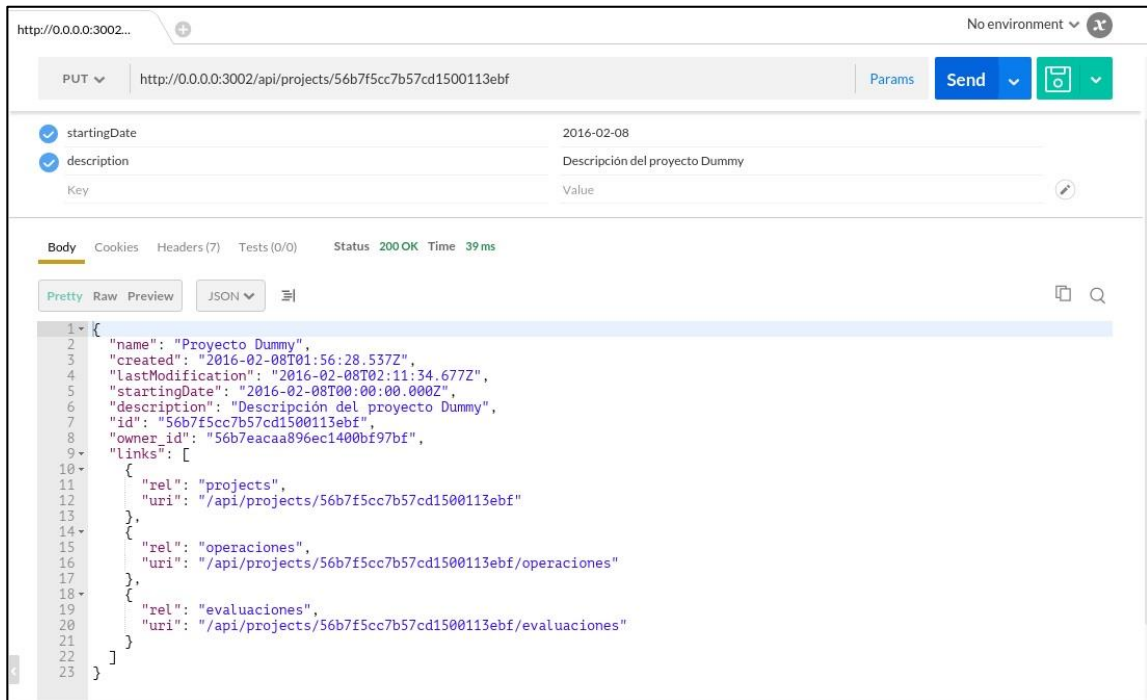 http://0.0.0.0:3002...
No environment
PUT http://0.0.0.0:3002/api/projects/56b7f5cc7b57cd1500113ebf Params Send
startingDate 2016-02-08
description Descripción del proyecto Dummy
Key Value
Body Cookies Headers (7) Tests (0/0) Status 200 OK Time 39 ms
Pretty Raw Preview JSON
1 {
2 "name": "Proyecto Dummy",
3 "created": "2016-02-08T01:56:28.537Z",
4 "lastModification": "2016-02-08T02:11:34.677Z",
5 "startingDate": "2016-02-08T00:00:00.000Z",
6 "description": "Descripción del proyecto Dummy",
7 "id": "56b7f5cc7b57cd1500113ebf",
8 "owner_id": "56b7eacaa896ec1400bf97bf",
9 "links": [
10 {
11 "rel": "projects",
12 "uri": "/api/projects/56b7f5cc7b57cd1500113ebf"
13 },
14 {
15 "rel": "operaciones",
16 "uri": "/api/projects/56b7f5cc7b57cd1500113ebf/operaciones"
17 },
18 {
19 "rel": "evaluaciones",
20 "uri": "/api/projects/56b7f5cc7b57cd1500113ebf/evaluaciones"
21 }
22 ]
23 }